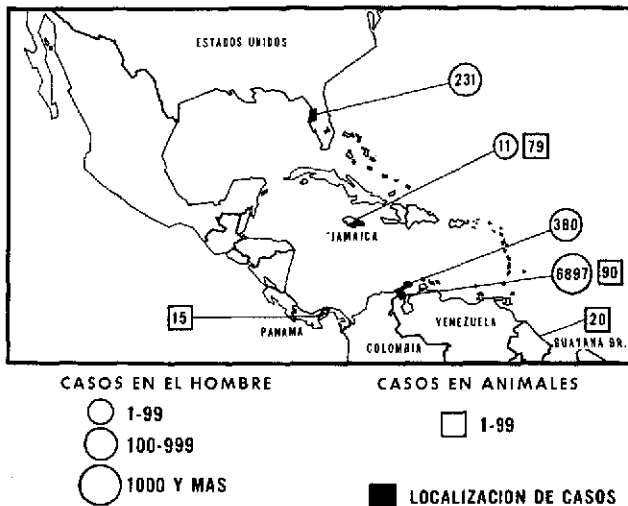 ESTADOS UNIDOS
231
11 79
JAMAICA
380
6897 90
15
PANAMA
VENEZUELA
20
COLOMBIA
GUAYANA BR.
CASOS EN EL HOMBRE
1-99
100-999
1000 Y MAS
CASOS EN ANIMALES
1-99
LOCALIZACION DE CASOS